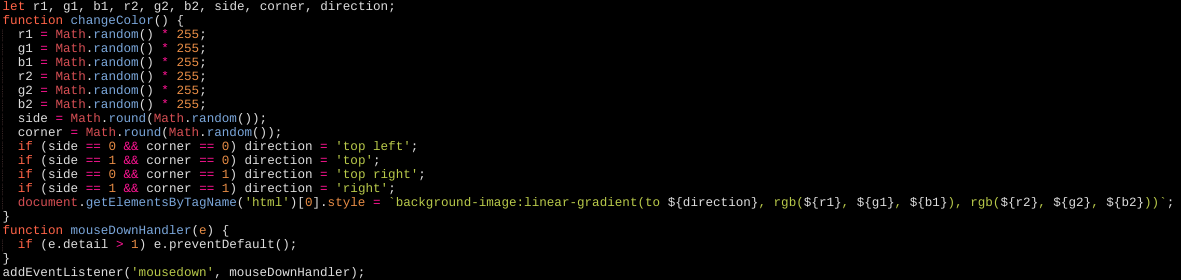 let r1, g1, b1, r2, g2, b2, side, corner, direction;
function changeColor() {
  r1 = Math.random() * 255;
  g1 = Math.random() * 255;
  b1 = Math.random() * 255;
  r2 = Math.random() * 255;
  g2 = Math.random() * 255;
  b2 = Math.random() * 255;
  side = Math.round(Math.random());
  corner = Math.round(Math.random());
  if (side == 0 && corner == 0) direction = 'top left';
  if (side == 1 && corner == 0) direction = 'top';
  if (side == 0 && corner == 1) direction = 'top right';
  if (side == 1 && corner == 1) direction = 'right';
  document.getElementsByTagName('html')[0].style = `background-image:linear-gradient(to ${direction}, rgb(${r1}, ${g1}, ${b1}), rgb(${r2}, ${g2}, ${b2}))`;
}
function mouseDownHandler(e) {
  if (e.detail > 1) e.preventDefault();
}
addEventListener('mousedown', mouseDownHandler);